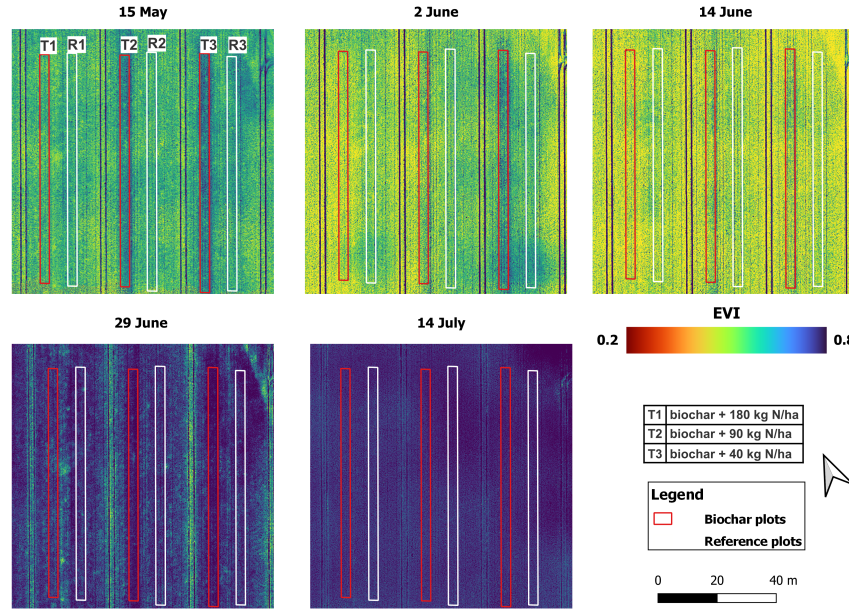 15 May
2 June
14 June
T1 R1 T2 R2 T3 R3
29 June
14 July
EVI
0.2 0.8
T1 biochar + 180 kg N/ha
T2 biochar + 90 kg N/ha
T3 biochar + 40 kg N/ha
Legend
Biochar plots
Reference plots
0 20 40 m